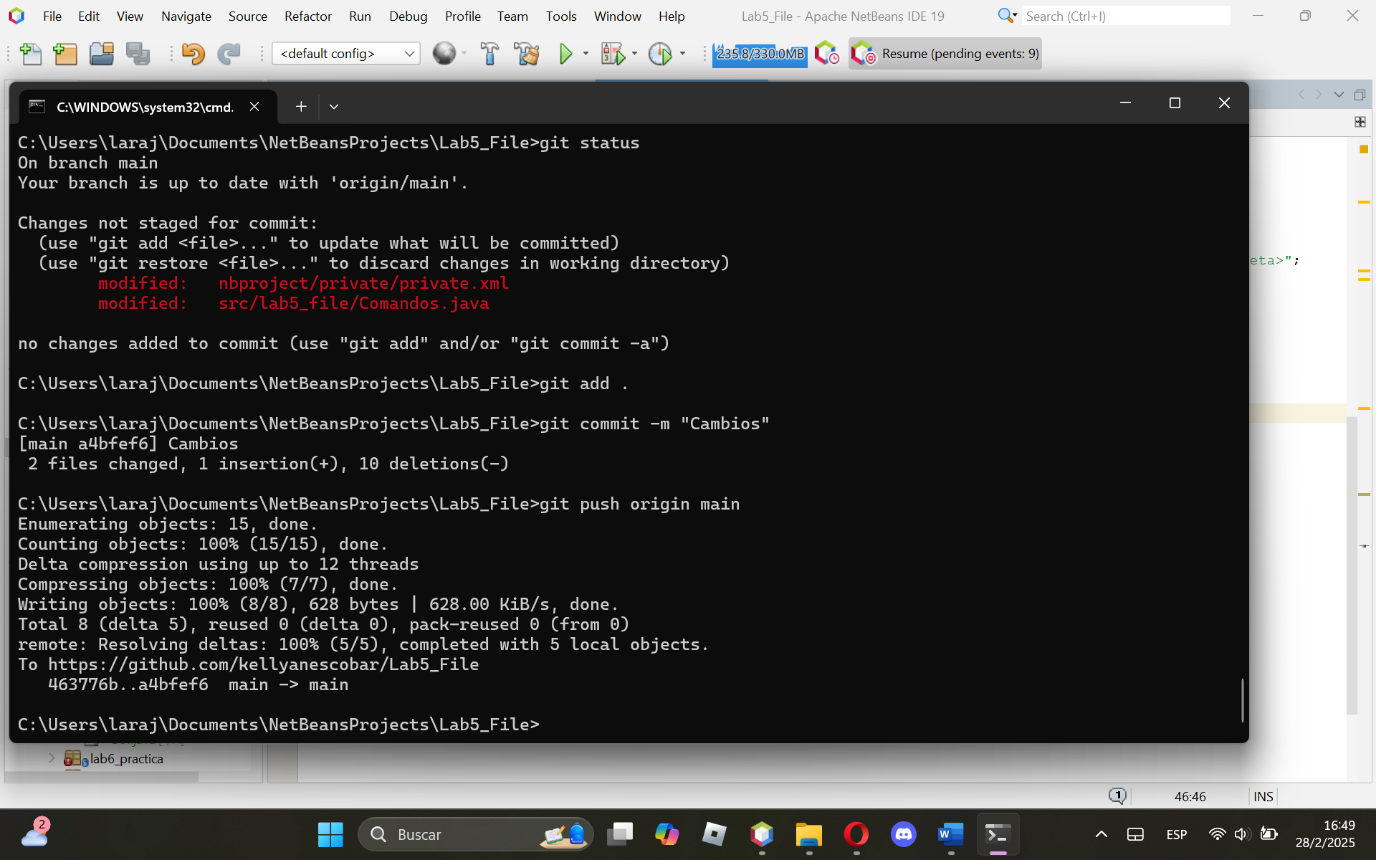 File Edit View Navigate Source Refactor Run Debug Profile Team Tools Window Help Lab5_File - Apache NetBeans IDE 19 Search (Ctrl+I)
<default config> 235.8/330.0MB Resume (pending events: 9)
C:\WINDOWS\system32\cmd.
C:\Users\laraj\Documents\NetBeansProjects\Lab5_File>git status
On branch main
Your branch is up to date with 'origin/main'.
Changes not staged for commit:
(use "git add <file>..." to update what will be committed)
(use "git restore <file>..." to discard changes in working directory)
modified: nbproject/private/private.xml
modified: src/lab5_file/Comandos.java
no changes added to commit (use "git add" and/or "git commit -a")
C:\Users\laraj\Documents\NetBeansProjects\Lab5_File>git add .
C:\Users\laraj\Documents\NetBeansProjects\Lab5_File>git commit -m "Cambios"
[main a4bfef6] Cambios
2 files changed, 1 insertion(+), 10 deletions(-)
C:\Users\laraj\Documents\NetBeansProjects\Lab5_File>git push origin main
Enumerating objects: 15, done.
Counting objects: 100% (15/15), done.
Delta compression using up to 12 threads
Compressing objects: 100% (7/7), done.
Writing objects: 100% (8/8), 628 bytes | 628.00 KiB/s, done.
Total 8 (delta 5), reused 0 (delta 0), pack-reused 0 (from 0)
remote: Resolving deltas: 100% (5/5), completed with 5 local objects.
To https://github.com/kellyanescobar/Lab5_File
463776b..a4bfef6 main -> main
C:\Users\laraj\Documents\NetBeansProjects\Lab5_File>
eta>";
lab6_practica
1 46:46 INS
2 Buscar ESP 16:49
28/2/2025